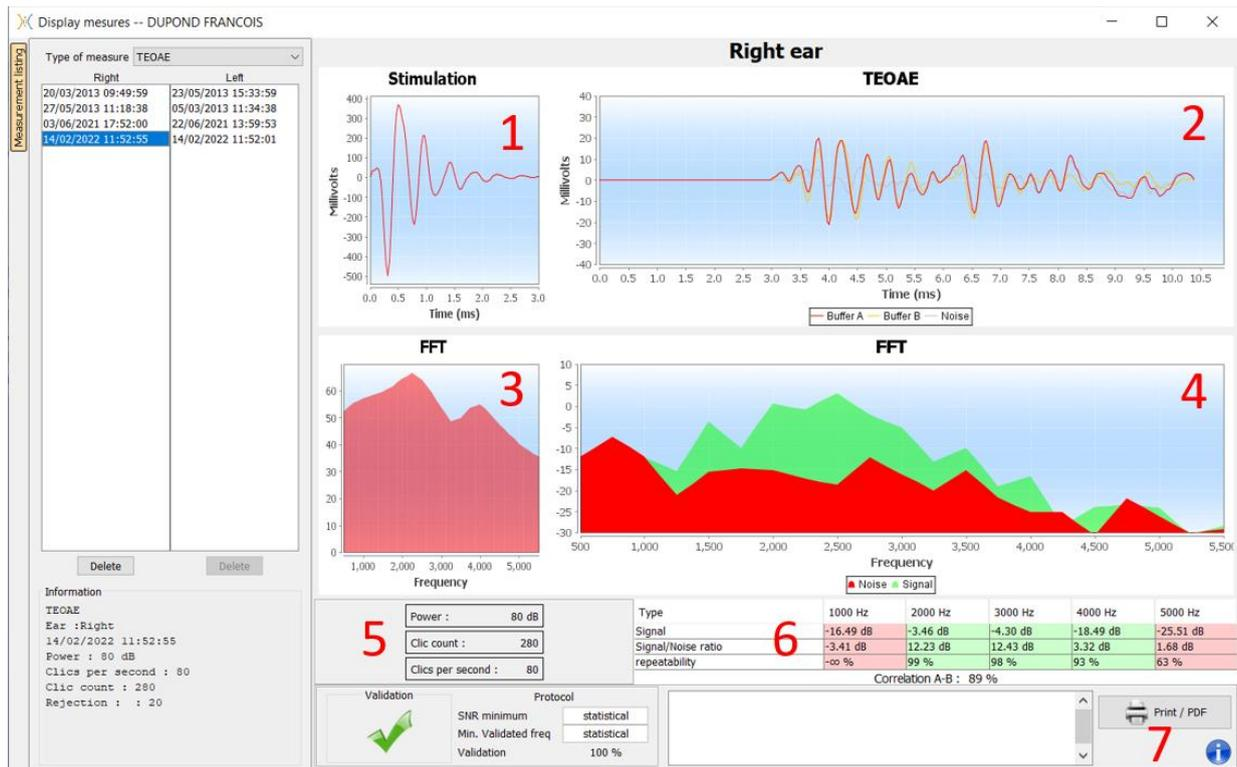 Display mesures -- DUPOND FRANCOIS
Measurement listing
Type of measure TEOAE
Right Left
20/03/2013 09:49:59 23/05/2013 15:33:59
27/05/2013 11:18:38 05/03/2013 11:34:38
03/06/2021 17:52:00 22/06/2021 13:59:53
14/02/2022 11:52:55 14/02/2022 11:52:01
Delete Delete
Information
TEOAE
Ear :Right
14/02/2022 11:52:55
Power : 80 dB
Clics per second : 80
Clic count : 280
Rejection : : 20
Right ear
Stimulation
1
Millivolts
400
300
200
100
0
-100
-200
-300
-400
-500
0.0 0.5 1.0 1.5 2.0 2.5 3.0
Time (ms)
TEOAE
2
Millivolts
40
30
20
10
0
-10
-20
-30
-40
0.0 0.5 1.0 1.5 2.0 2.5 3.0 3.5 4.0 4.5 5.0 5.5 6.0 6.5 7.0 7.5 8.0 8.5 9.0 9.5 10.0 10.5
Time (ms)
Buffer A Buffer B Noise
FFT
3
60
50
40
30
20
10
0
1,000 2,000 3,000 4,000 5,000
Frequency
FFT
4
10
5
0
-5
-10
-15
-20
-25
-30
500 1,000 1,500 2,000 2,500 3,000 3,500 4,000 4,500 5,000 5,500
Frequency
Noise Signal
5
Power : 80 dB
Clic count : 280
Clics per second : 80
6
Type 1000 Hz 2000 Hz 3000 Hz 4000 Hz 5000 Hz
Signal -16.49 dB -3.46 dB -4.30 dB -18.49 dB -25.51 dB
Signal/Noise ratio -3.41 dB 12.23 dB 12.43 dB 3.32 dB 1.68 dB
repeatability -∞ % 99 % 98 % 93 % 63 %
Correlation A-B : 89 %
Validation
Protocol
SNR minimum statistical
Min. Validated freq statistical
Validation 100 %
Print / PDF
7
i